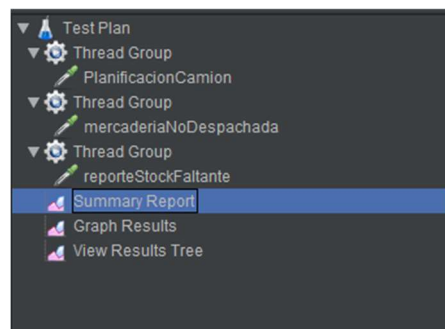 Test Plan
Thread Group
PlanificacionCamion
Thread Group
mercaderiaNoDespachada
Thread Group
reporteStockFaltante
Summary Report
Graph Results
View Results Tree